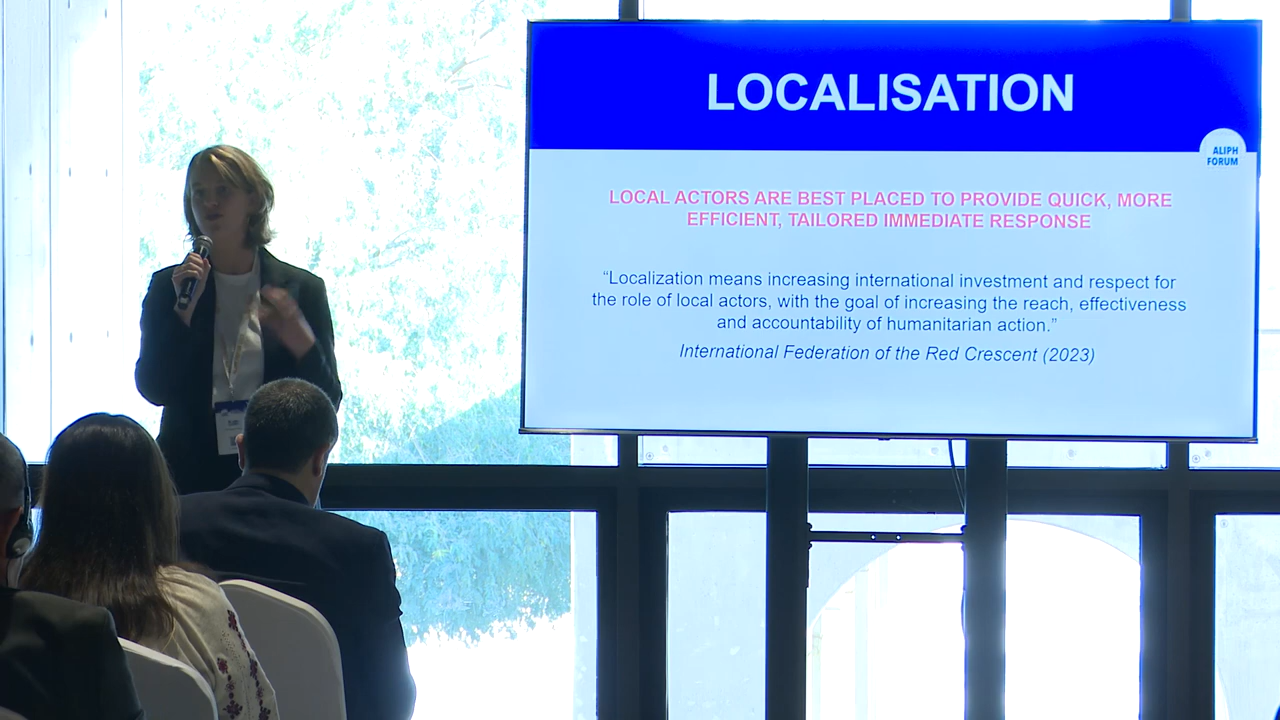 LOCALISATION
ALIPH
FORUM
LOCAL ACTORS ARE BEST PLACED TO PROVIDE QUICK, MORE
EFFICIENT, TAILORED IMMEDIATE RESPONSE
“Localization means increasing international investment and respect for
the role of local actors, with the goal of increasing the reach, effectiveness
and accountability of humanitarian action.”
International Federation of the Red Crescent (2023)